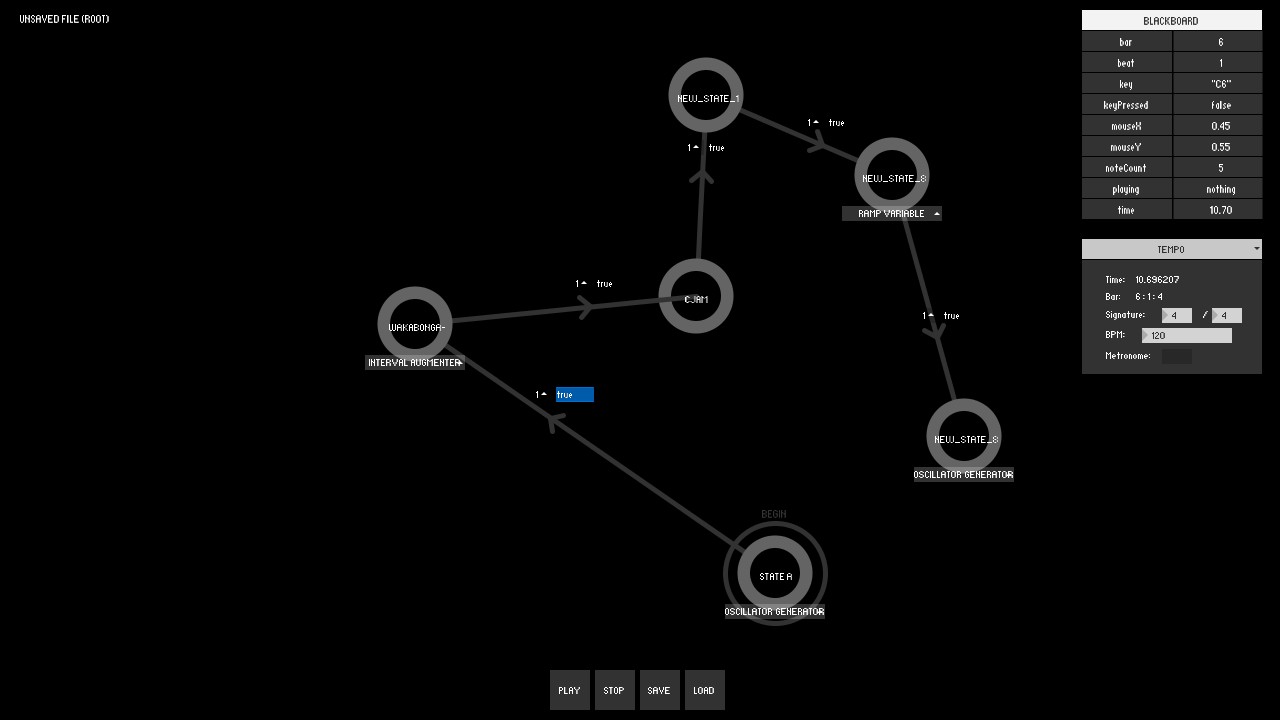 UNSAVED FILE (ROOT)
NEW_STATE_1
1 true
1 true
NEW_STATE_8
RAMP VARIABLE
1 true
CJAM
WAKABONGA-
INTERVAL AUGMENTER
1 true
1 true
NEW_STATE_8
OSCILLATOR GENERATOR
BEGIN
STATE A
OSCILLATOR GENERATOR
PLAY
STOP
SAVE
LOAD
BLACKBOARD
bar 6
beat 1
key "C6"
keyPressed false
mouseX 0.45
mouseY 0.55
noteCount 5
playing nothing
time 10.70
TEMPO
Time: 10.696207
Bar: 6:1:4
Signature: 4 / 4
BPM: 120
Metronome: